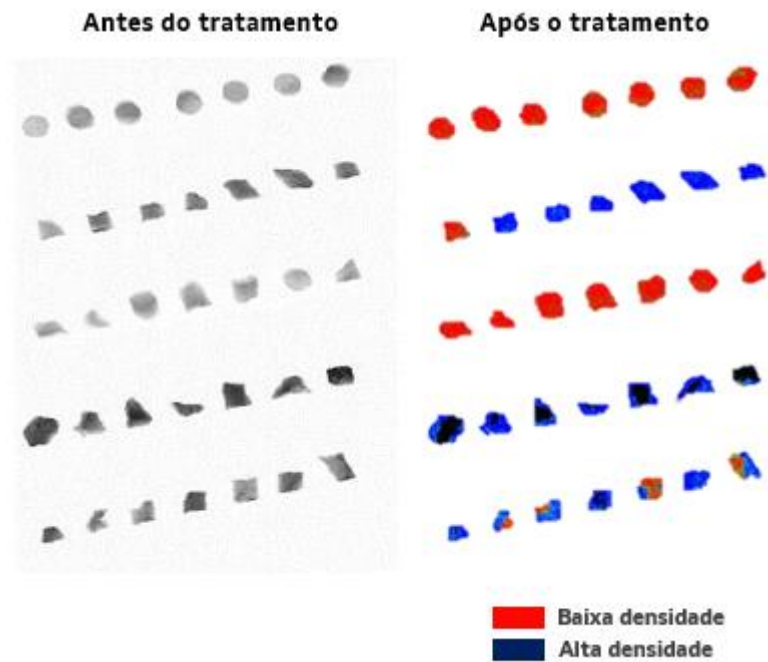 Antes do tratamento
Após o tratamento
Baixa densidade
Alta densidade